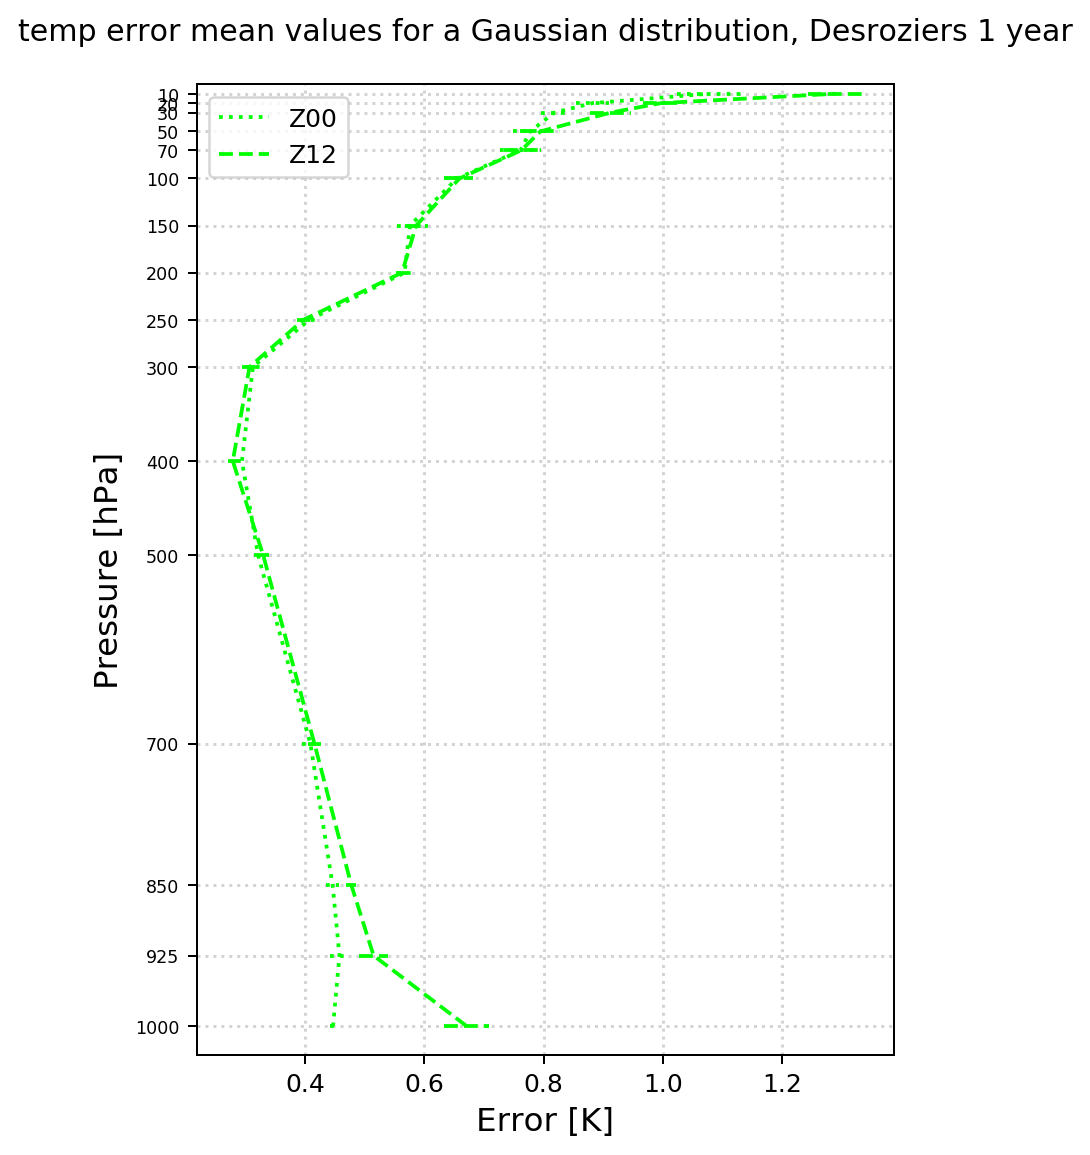 temp error mean values for a Gaussian distribution, Desroziers 1 year
Z00
Z12
10
20
30
50
70
100
150
200
250
300
400
500
700
850
925
1000
Pressure [hPa]
0.4 0.6 0.8 1.0 1.2
Error [K]